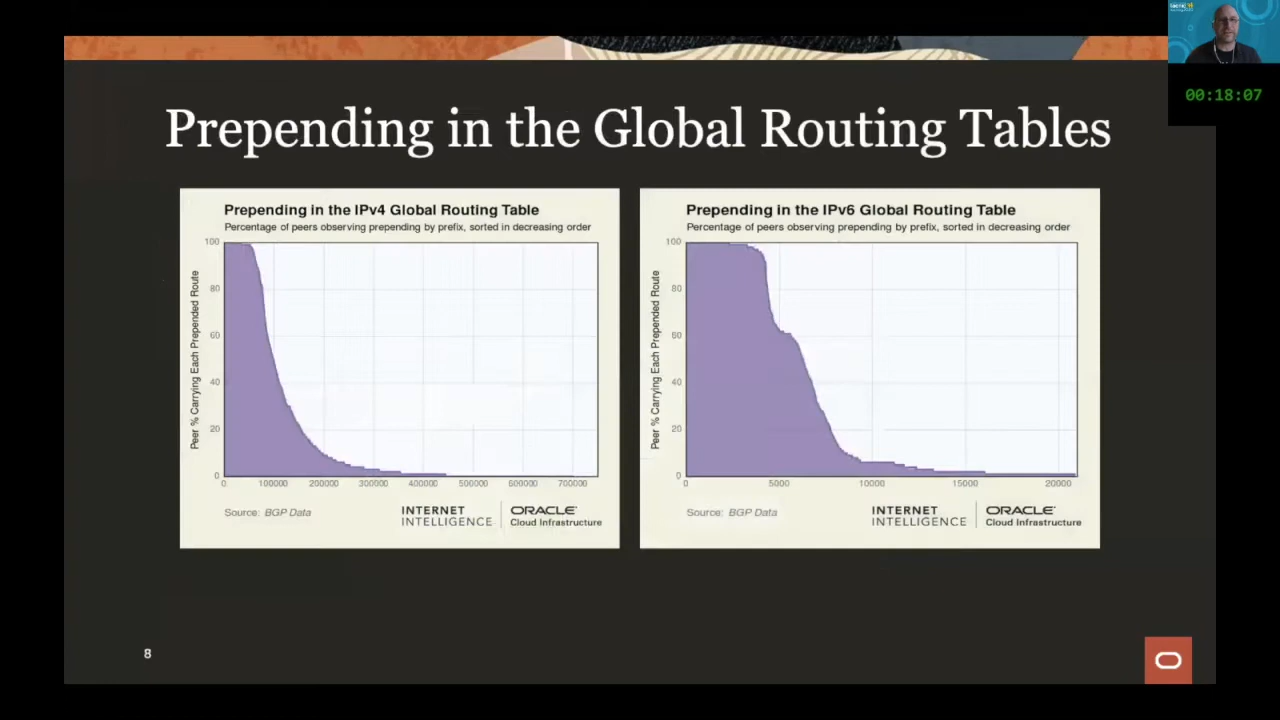 00:18:07
Prepending in the Global Routing Tables
Prepending in the IPv4 Global Routing Table
Percentage of peers observing prepending by prefix, sorted in decreasing order
Peer % Carrying Each Prepended Route
100
80
60
40
20
0
0 100000 200000 300000 400000 500000 600000 700000
Source: BGP Data
INTERNET
INTELLIGENCE
ORACLE
Cloud Infrastructure
Prepending in the IPv6 Global Routing Table
Percentage of peers observing prepending by prefix, sorted in decreasing order
Peer % Carrying Each Prepended Route
100
80
60
40
20
0
0 5000 10000 15000 20000
Source: BGP Data
INTERNET
INTELLIGENCE
ORACLE
Cloud Infrastructure
8